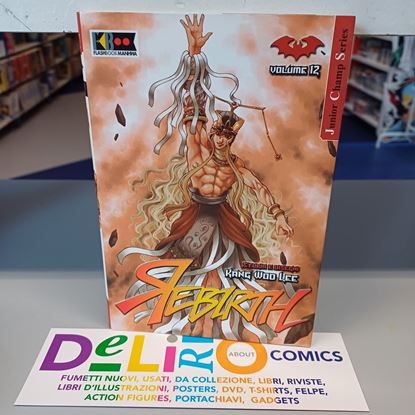 FLASHBOOK MANHWA
VOLUME 12
Junior Champ Series
KANG WOO LEE
REBIRTH
DeLiRiO ABOUT COMICS
FUMETTI NUOVI, USATI, DA COLLEZIONE, LIBRI, RIVISTE,
LIBRI D'ILLUSTRAZIONI, POSTERS, DVD, T-SHIRTS, FELPE,
ACTION FIGURES, PORTACHIAVI, GADGETS